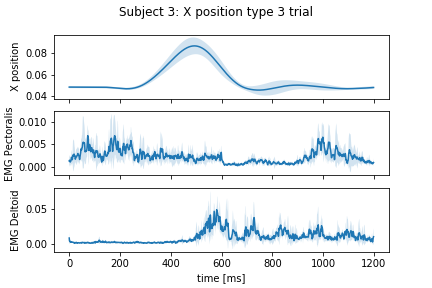 Subject 3: X position type 3 trial
X position
0.08
0.06
0.04
EMG Pectoralis
0.010
0.005
0.000
EMG Deltoid
0.05
0.00
0 200 400 600 800 1000 1200
time [ms]